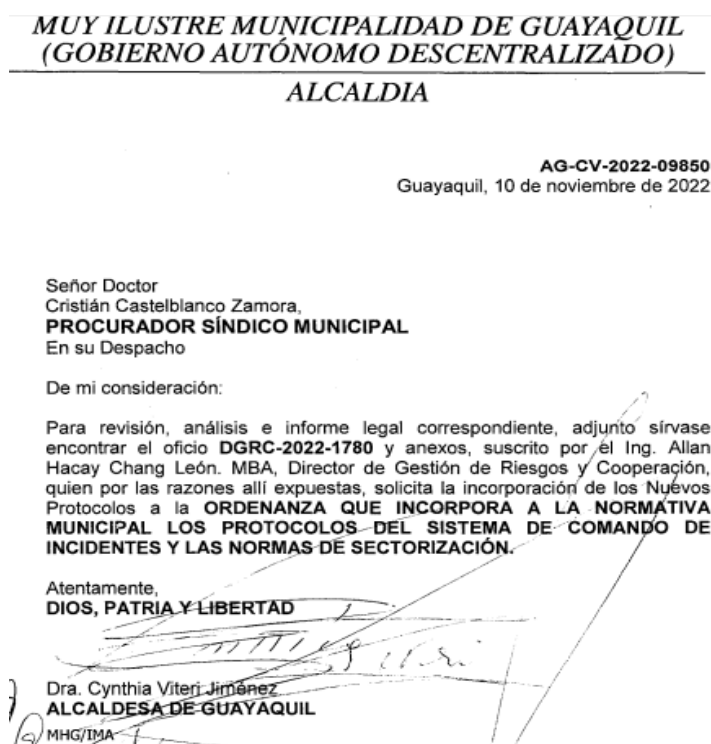 MUY ILUSTRE MUNICIPALIDAD DE GUAYAQUIL
(GOBIERNO AUTÓNOMO DESCENTRALIZADO)
ALCALDIA
AG-CV-2022-09850
Guayaquil, 10 de noviembre de 2022
Señor Doctor
Cristián Castelblanco Zamora,
PROCURADOR SÍNDICO MUNICIPAL
En su Despacho
De mi consideración:
Para revisión, análisis e informe legal correspondiente, adjunto sírvase
encontrar el oficio DGRC-2022-1780 y anexos, suscrito por el Ing. Allan
Hacay Chang León. MBA, Director de Gestión de Riesgos y Cooperación,
quien por las razones allí expuestas, solicita la incorporación de los Nuevos
Protocolos a la ORDENANZA QUE INCORPORA A LA NORMATIVA
MUNICIPAL LOS PROTOCOLOS DEL SISTEMA DE COMANDO DE
INCIDENTES Y LAS NORMAS DE SECTORIZACIÓN.
Atentamente,
DIOS, PATRIA Y LIBERTAD
Dra. Cynthia Viteri Jiménez
ALCALDESA DE GUAYAQUIL
MHG/IMA